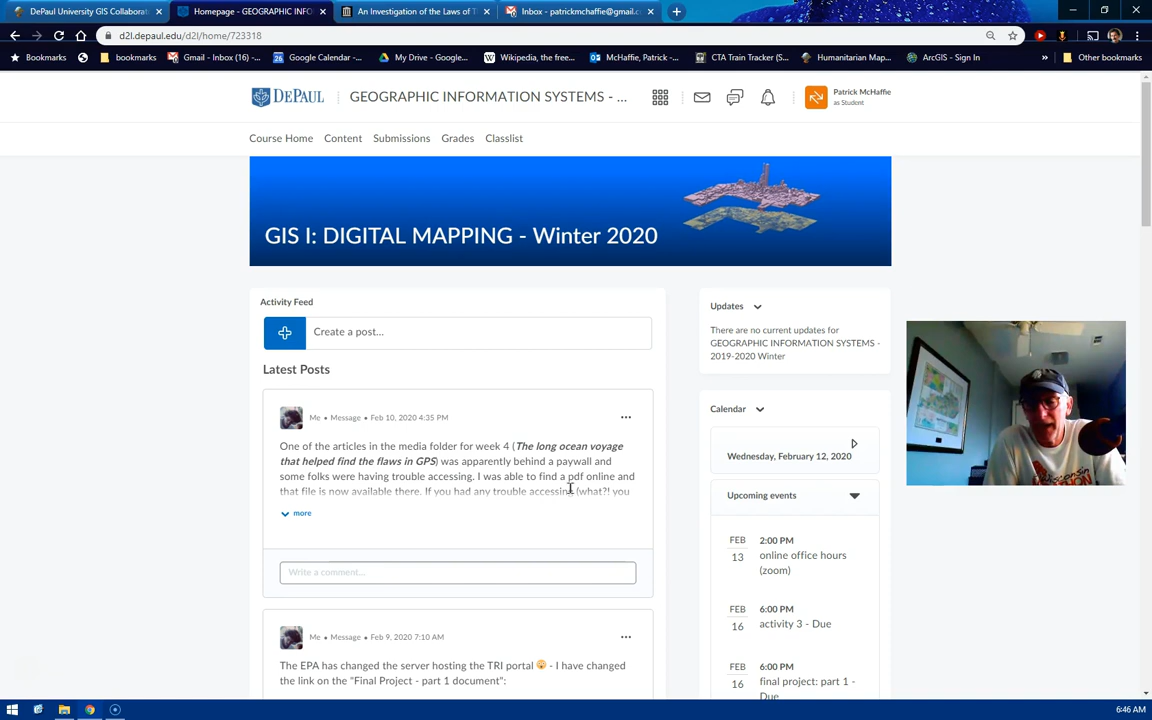 DePaul University GIS Collabora
Homepage - GEOGRAPHIC INFO
An Investigation of the Laws of T
Inbox - patrickmchaffie@gmail.c
d2l.depaul.edu/d2l/home/723318
Bookmarks
bookmarks
Gmail - Inbox (16) -...
Google Calendar -...
My Drive - Google...
Wikipedia, the free...
McHaffie, Patrick -...
CTA Train Tracker (S...
Humanitarian Map...
ArcGIS - Sign In
Other bookmarks
DEPAUL
GEOGRAPHIC INFORMATION SYSTEMS - ...
Patrick McHaffie
as Student
Course Home
Content
Submissions
Grades
Classlist
GIS I: DIGITAL MAPPING - Winter 2020
Activity Feed
Create a post...
Latest Posts
Me • Message • Feb 10, 2020 4:35 PM
One of the articles in the media folder for week 4 (The long ocean voyage
that helped find the flaws in GPS) was apparently behind a paywall and
some folks were having trouble accessing. I was able to find a pdf online and
that file is now available there. If you had any trouble accessing (what?! you
more
Write a comment...
Me • Message • Feb 9, 2020 7:10 AM
The EPA has changed the server hosting the TRI portal 😩 - I have changed
the link on the "Final Project - part 1 document":
Updates
There are no current updates for
GEOGRAPHIC INFORMATION SYSTEMS -
2019-2020 Winter
Calendar
Wednesday, February 12, 2020
Upcoming events
FEB
13
2:00 PM
online office hours
(zoom)
FEB
16
6:00 PM
activity 3 - Due
FEB
16
6:00 PM
final project: part 1 -
Due
6:46 AM